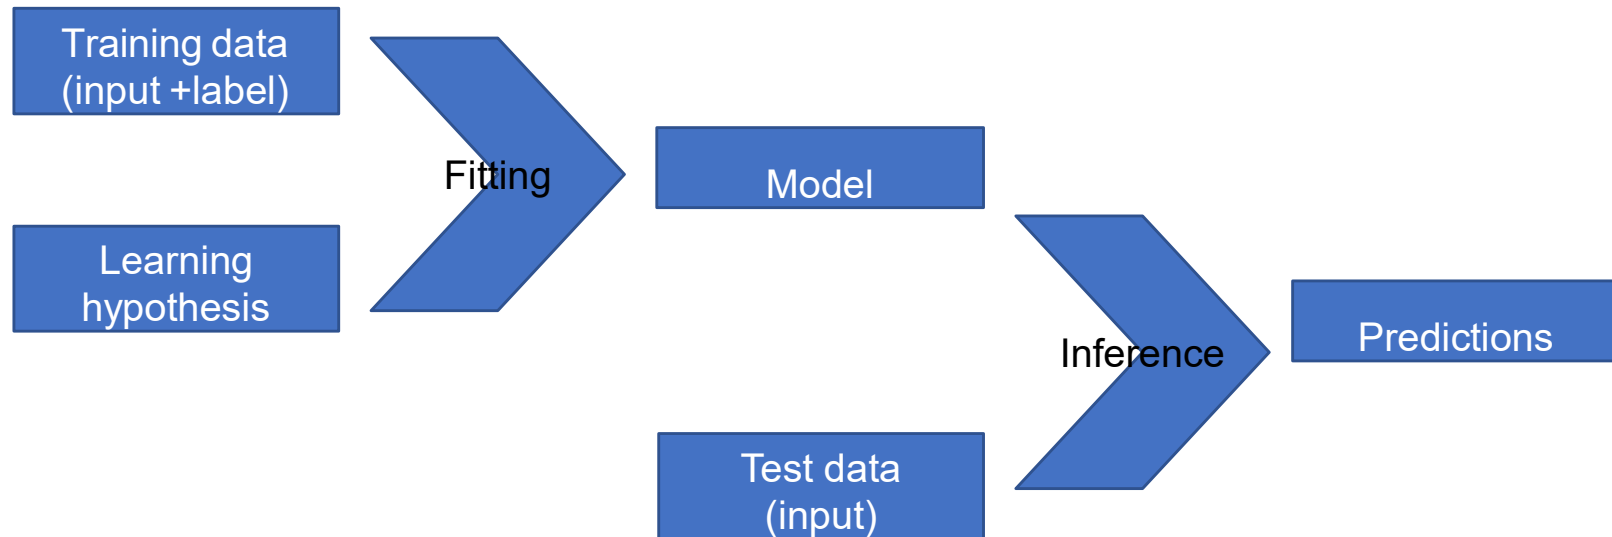 Training data
(input +label)
Learning
hypothesis
Fitting
Model
Test data
(input)
Inference
Predictions